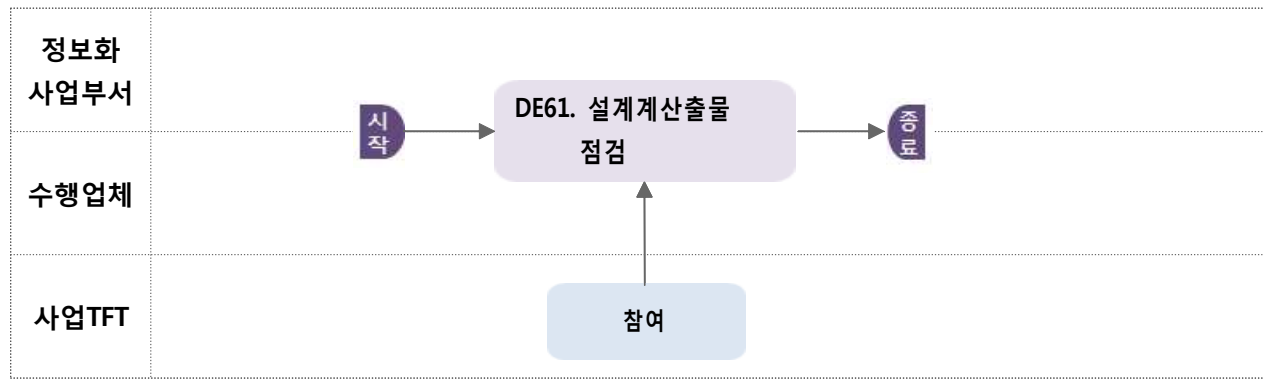 정보화
사업부서
시
작
DE61. 설계계산출물
점검
종
료
수행업체
사업TFT
참여